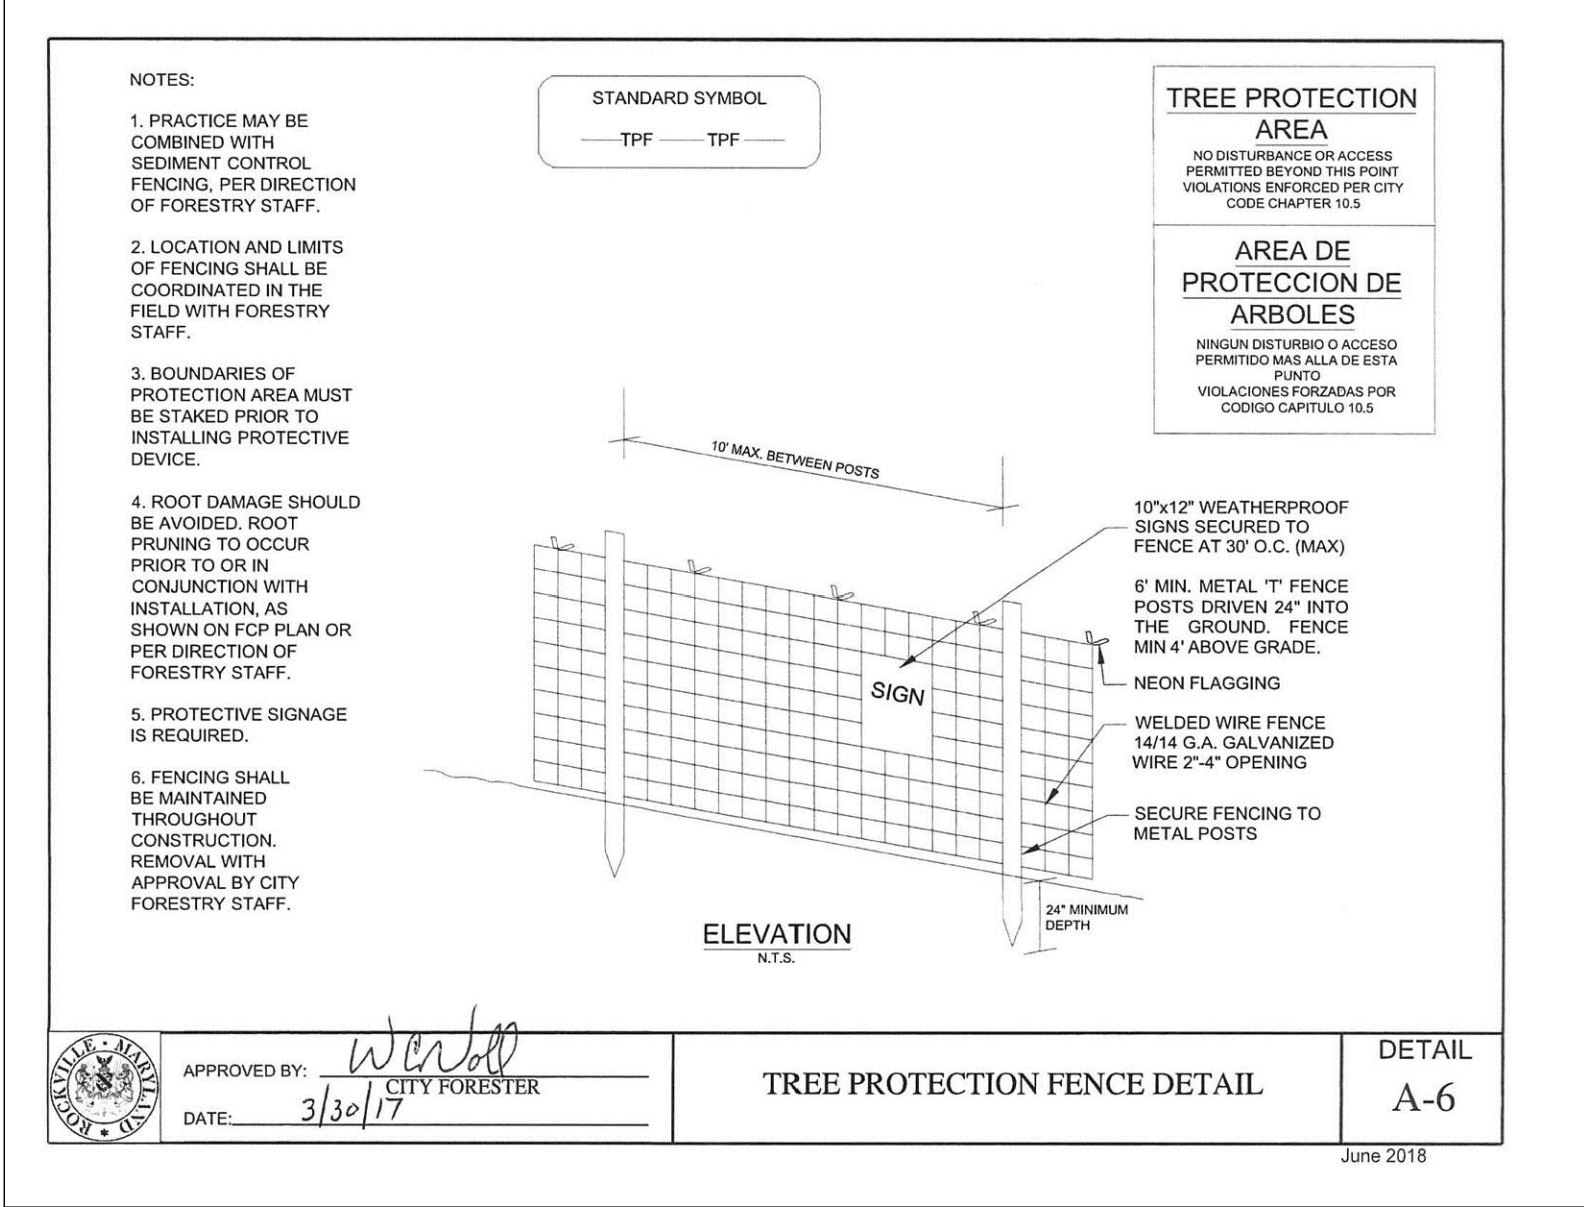 NOTES:
1. PRACTICE MAY BE
COMBINED WITH
SEDIMENT CONTROL
FENCING, PER DIRECTION
OF FORESTRY STAFF.
2. LOCATION AND LIMITS
OF FENCING SHALL BE
COORDINATED IN THE
FIELD WITH FORESTRY
STAFF.
3. BOUNDARIES OF
PROTECTION AREA MUST
BE STAKED PRIOR TO
INSTALLING PROTECTIVE
DEVICE.
4. ROOT DAMAGE SHOULD
BE AVOIDED. ROOT
PRUNING TO OCCUR
PRIOR TO OR IN
CONJUNCTION WITH
INSTALLATION, AS
SHOWN ON FCP PLAN OR
PER DIRECTION OF
FORESTRY STAFF.
5. PROTECTIVE SIGNAGE
IS REQUIRED.
6. FENCING SHALL
BE MAINTAINED
THROUGHOUT
CONSTRUCTION.
REMOVAL WITH
APPROVAL BY CITY
FORESTRY STAFF.
STANDARD SYMBOL
TPF TPF
TREE PROTECTION
AREA
NO DISTURBANCE OR ACCESS
PERMITTED BEYOND THIS POINT
VIOLATIONS ENFORCED PER CITY
CODE CHAPTER 10.5
AREA DE
PROTECCION DE
ARBOLES
NINGUN DISTURBIO O ACCESO
PERMITIDO MAS ALLA DE ESTA
PUNTO
VIOLACIONES FORZADAS POR
CODIGO CAPITULO 10.5
10' MAX. BETWEEN POSTS
10"x12" WEATHERPROOF
SIGNS SECURED TO
FENCE AT 30' O.C. (MAX)
6' MIN. METAL 'T' FENCE
POSTS DRIVEN 24" INTO
THE GROUND. FENCE
MIN 4' ABOVE GRADE.
NEON FLAGGING
SIGN
WELDED WIRE FENCE
14/14 G.A. GALVANIZED
WIRE 2"-4" OPENING
SECURE FENCING TO
METAL POSTS
24" MINIMUM
DEPTH
ELEVATION
N.T.S.
ROCKVILLE • MARYLAND
APPROVED BY:
CITY FORESTER
DATE: 3/30/17
TREE PROTECTION FENCE DETAIL
DETAIL
A-6
June 2018